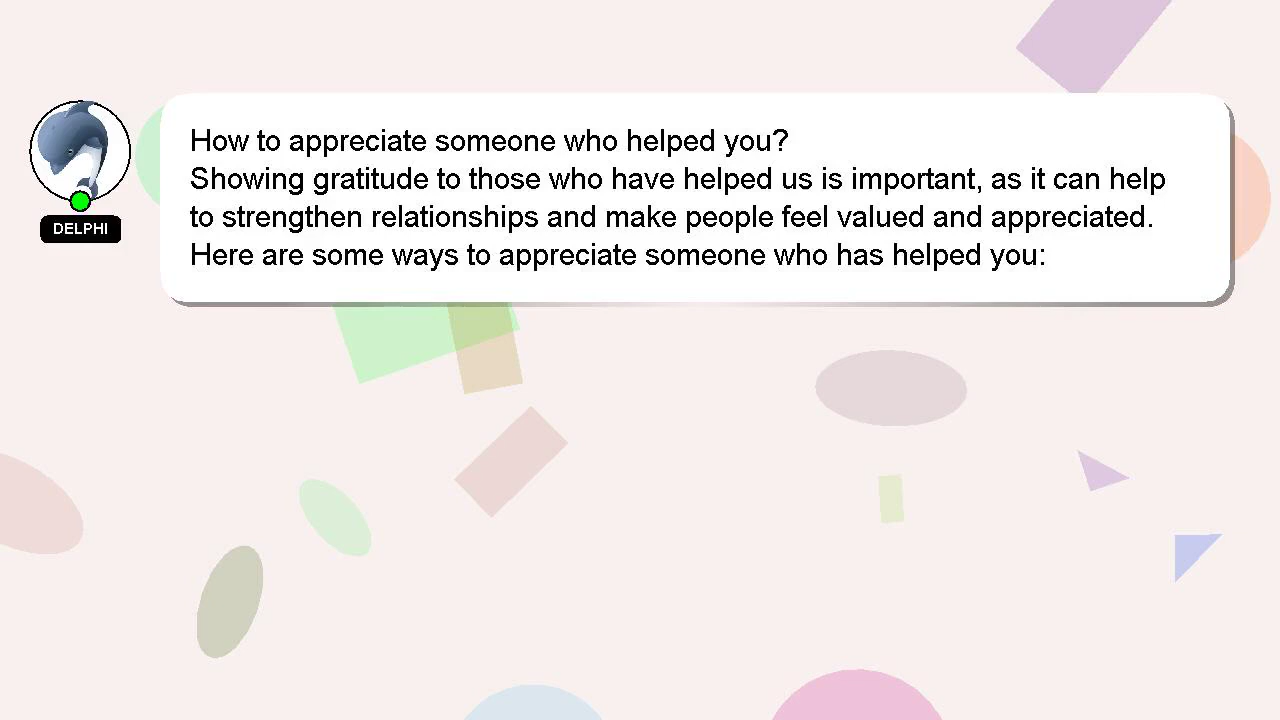 How to appreciate someone who helped you?
Showing gratitude to those who have helped us is important, as it can help
to strengthen relationships and make people feel valued and appreciated.
Here are some ways to appreciate someone who has helped you:
DELPHI